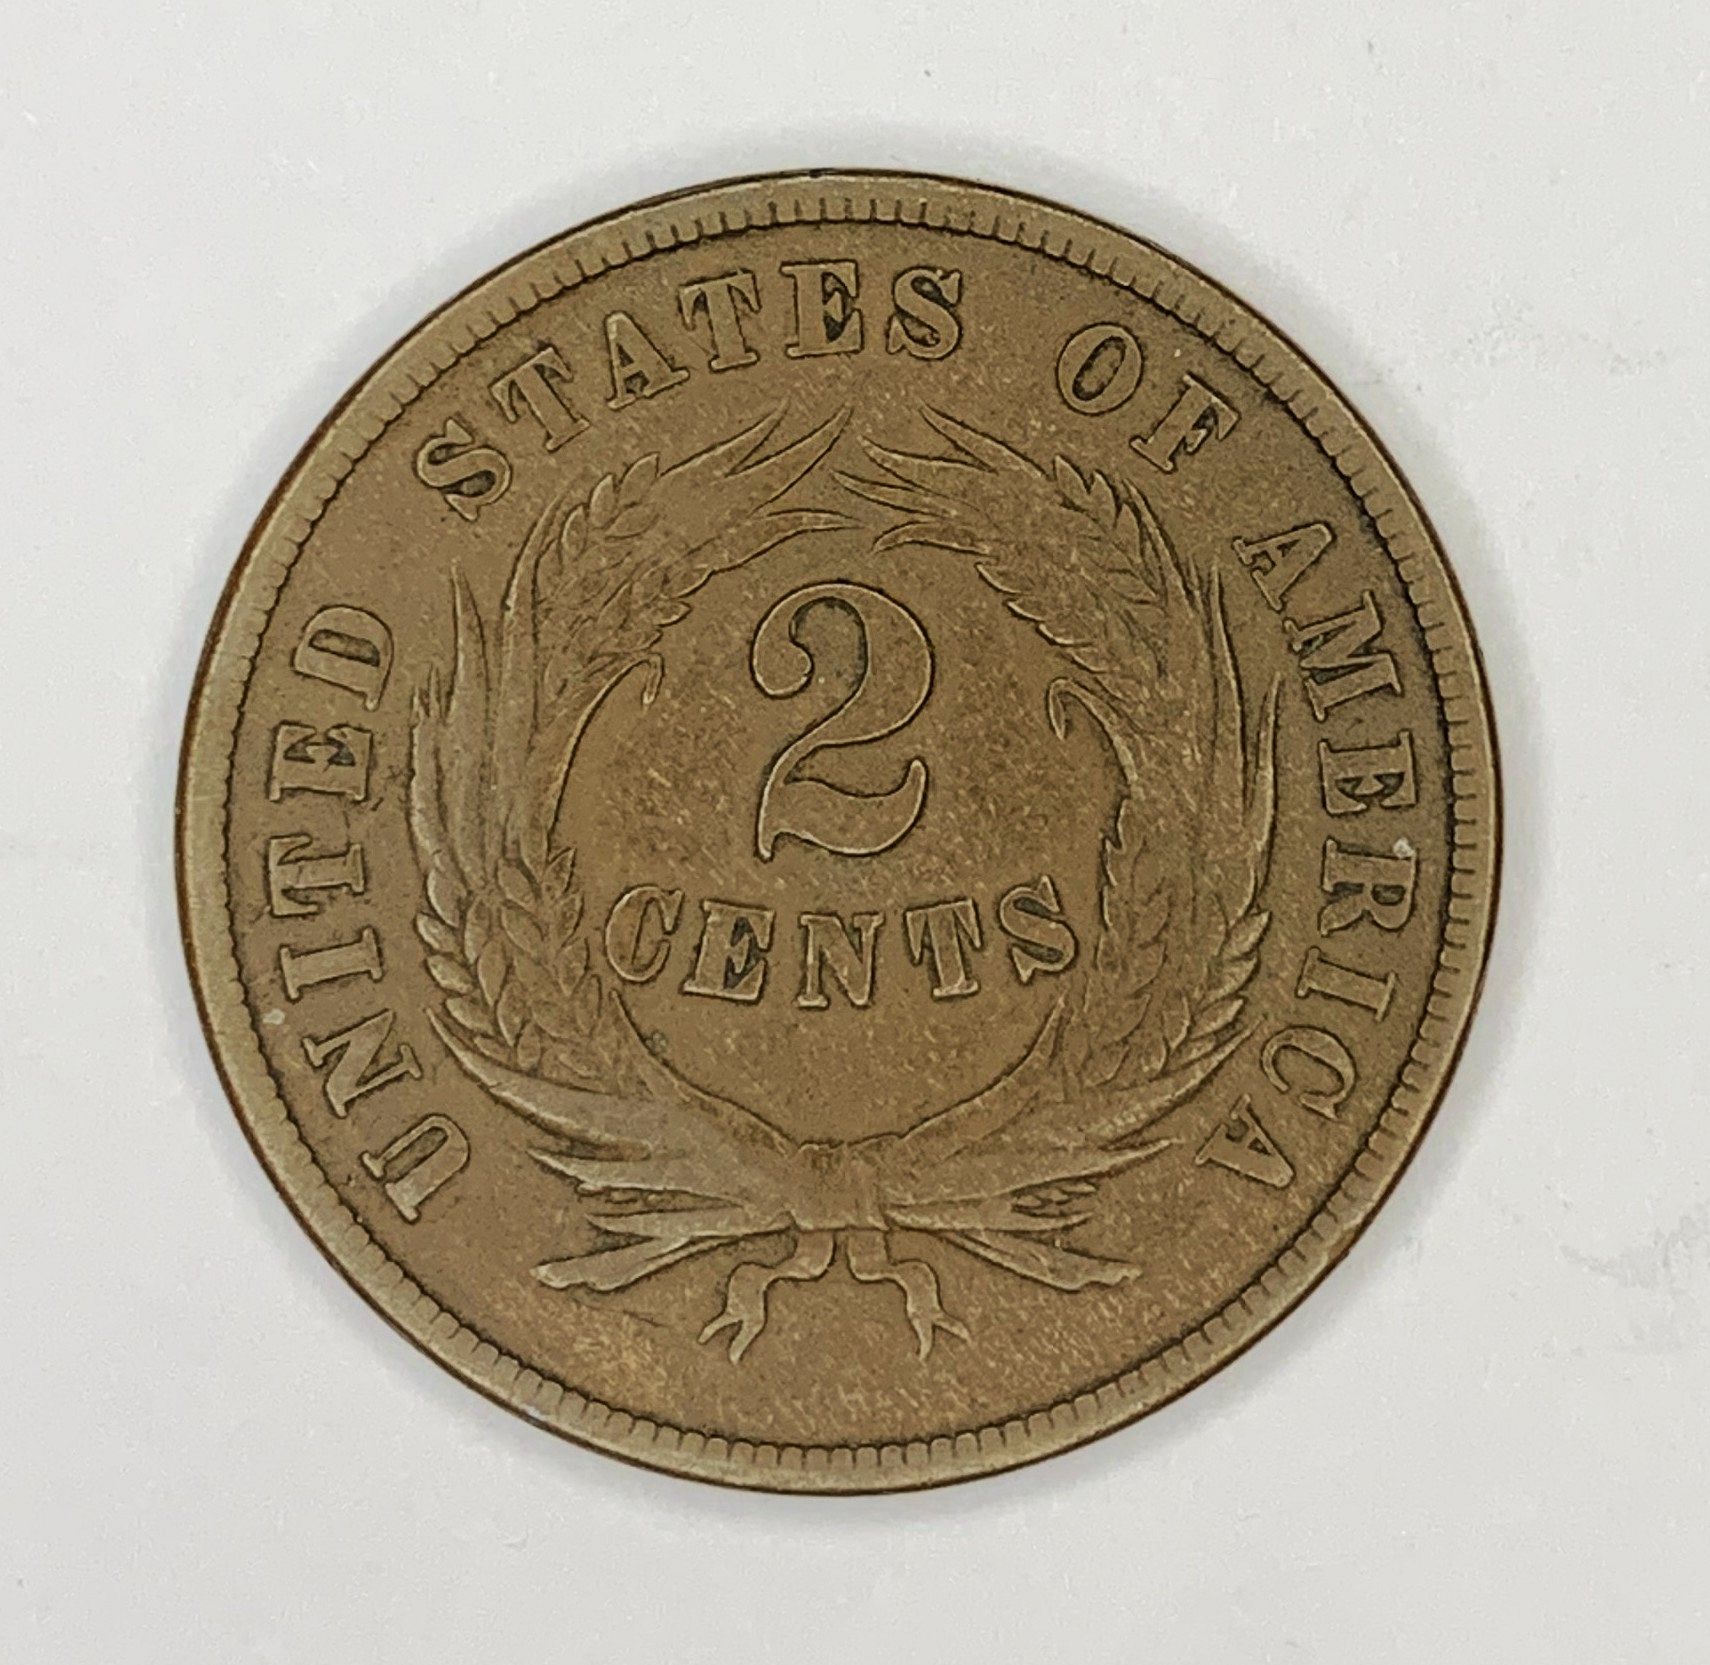 UNITED STATES OF AMERICA
2
CENTS